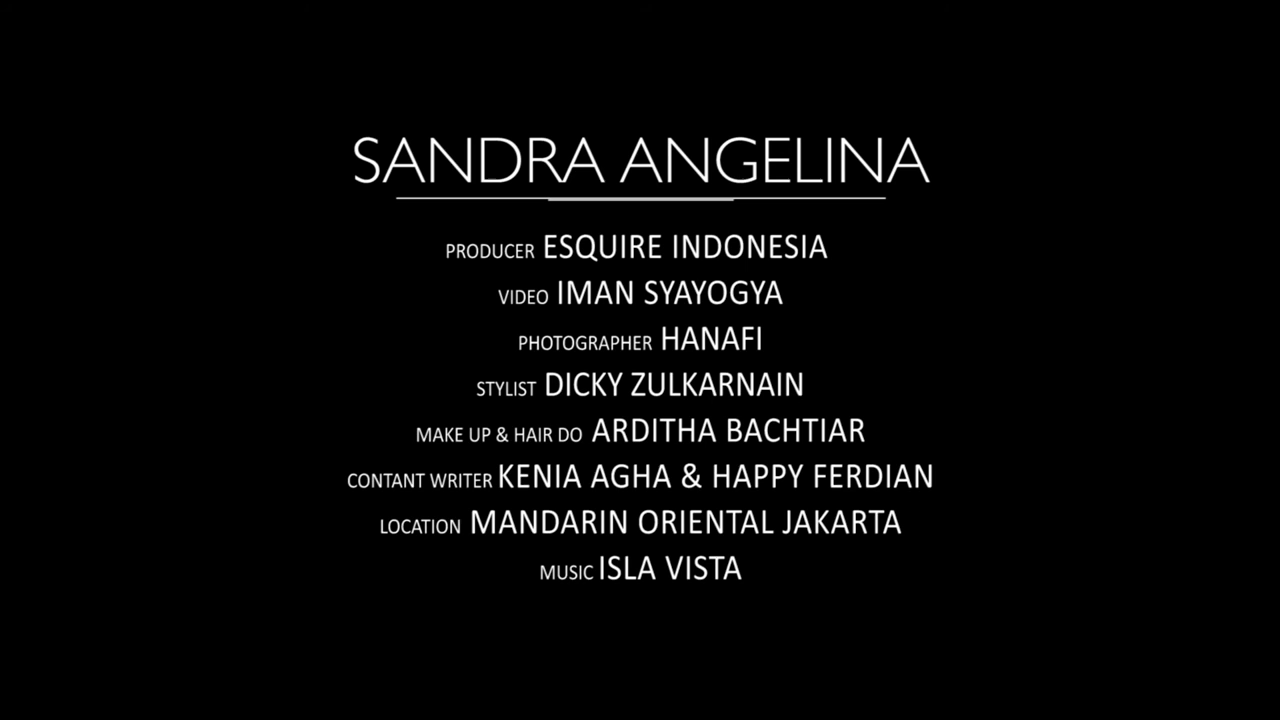 SANDRA ANGELINA
PRODUCER ESQUIRE INDONESIA
VIDEO IMAN SYAYOGYA
PHOTOGRAPHER HANAFI
STYLIST DICKY ZULKARNAIN
MAKE UP & HAIR DO ARDITHA BACHTIAR
CONTANT WRITER KENIA AGHA & HAPPY FERDIAN
LOCATION MANDARIN ORIENTAL JAKARTA
MUSIC ISLA VISTA